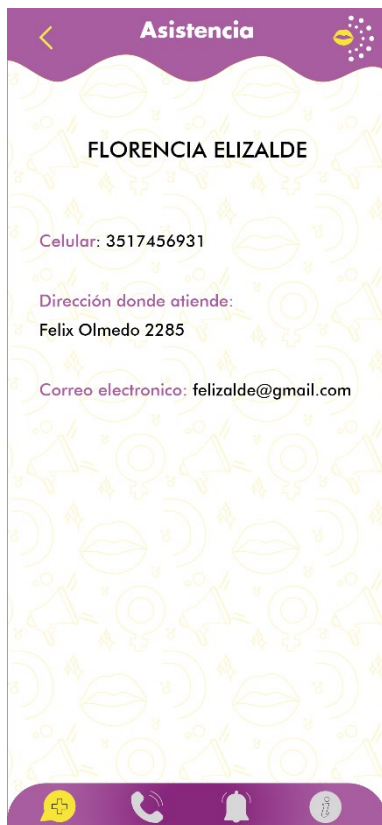 Asistencia
FLORENCIA ELIZALDE
Celular: 3517456931
Dirección donde atiende:
Felix Olmedo 2285
Correo electronico: felizalde@gmail.com
i